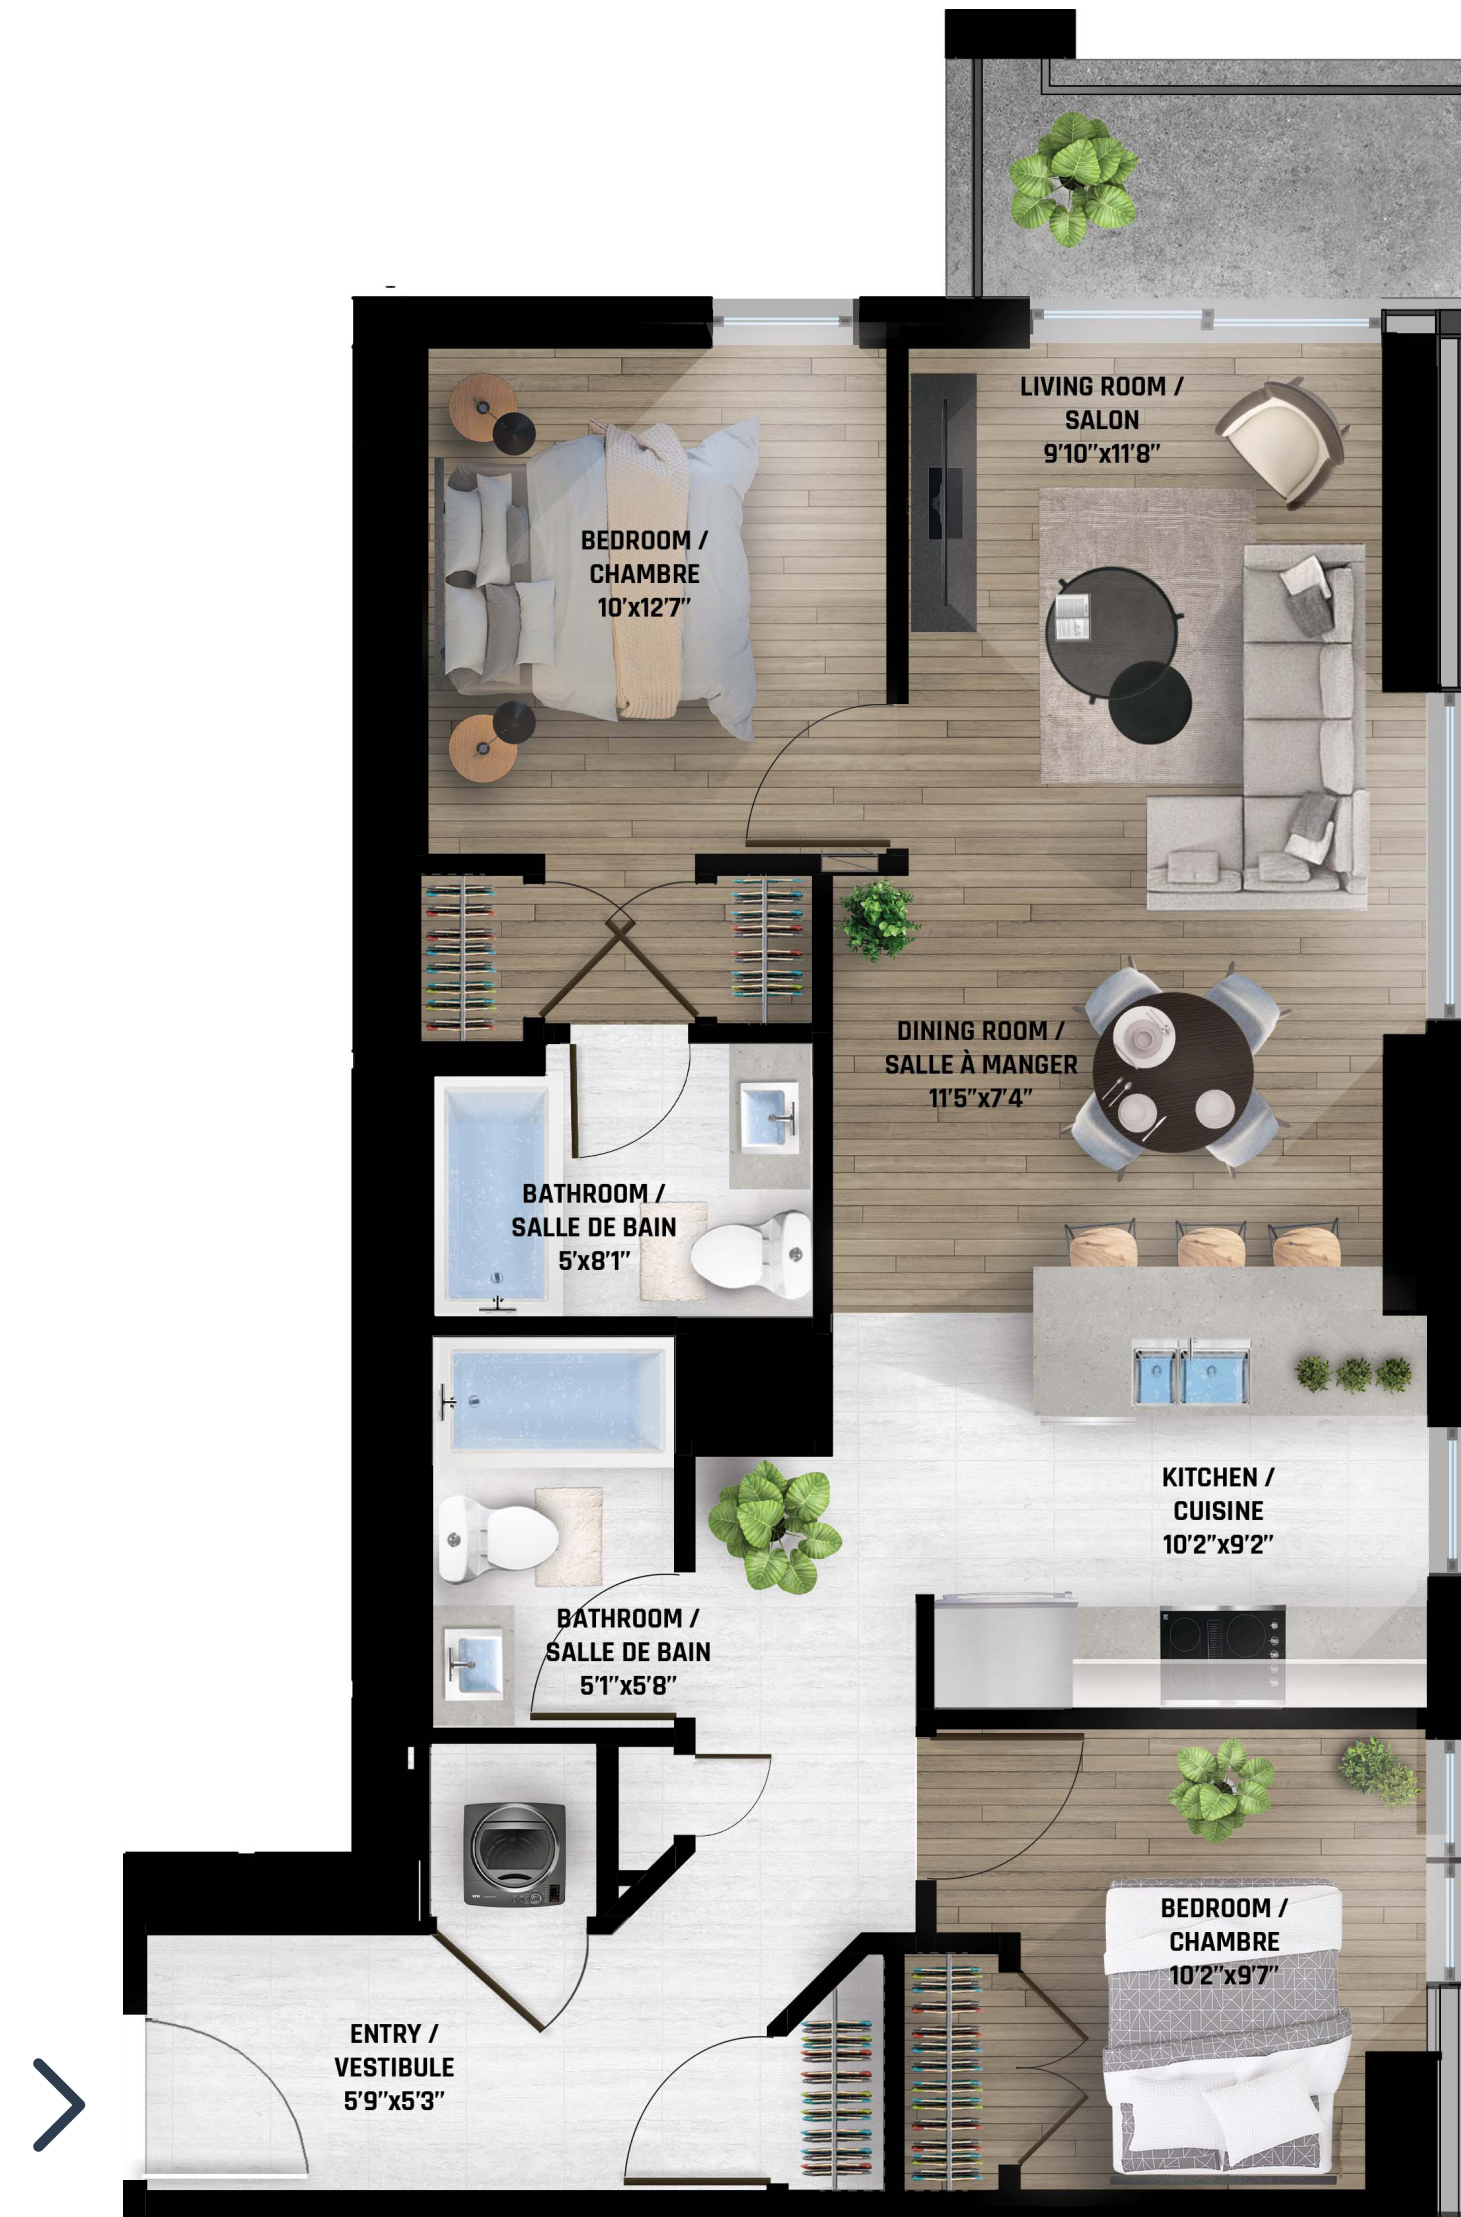 LIVING ROOM /
SALON
9'10"x11'8"
BEDROOM /
CHAMBRE
10'x12'7"
DINING ROOM /
SALLE À MANGER
11'5"x7'4"
BATHROOM /
SALLE DE BAIN
5'x8'1"
KITCHEN /
CUISINE
10'2"x9'2"
BATHROOM /
SALLE DE BAIN
5'1"x5'8"
BEDROOM /
CHAMBRE
10'2"x9'7"
ENTRY /
VESTIBULE
5'9"x5'3"